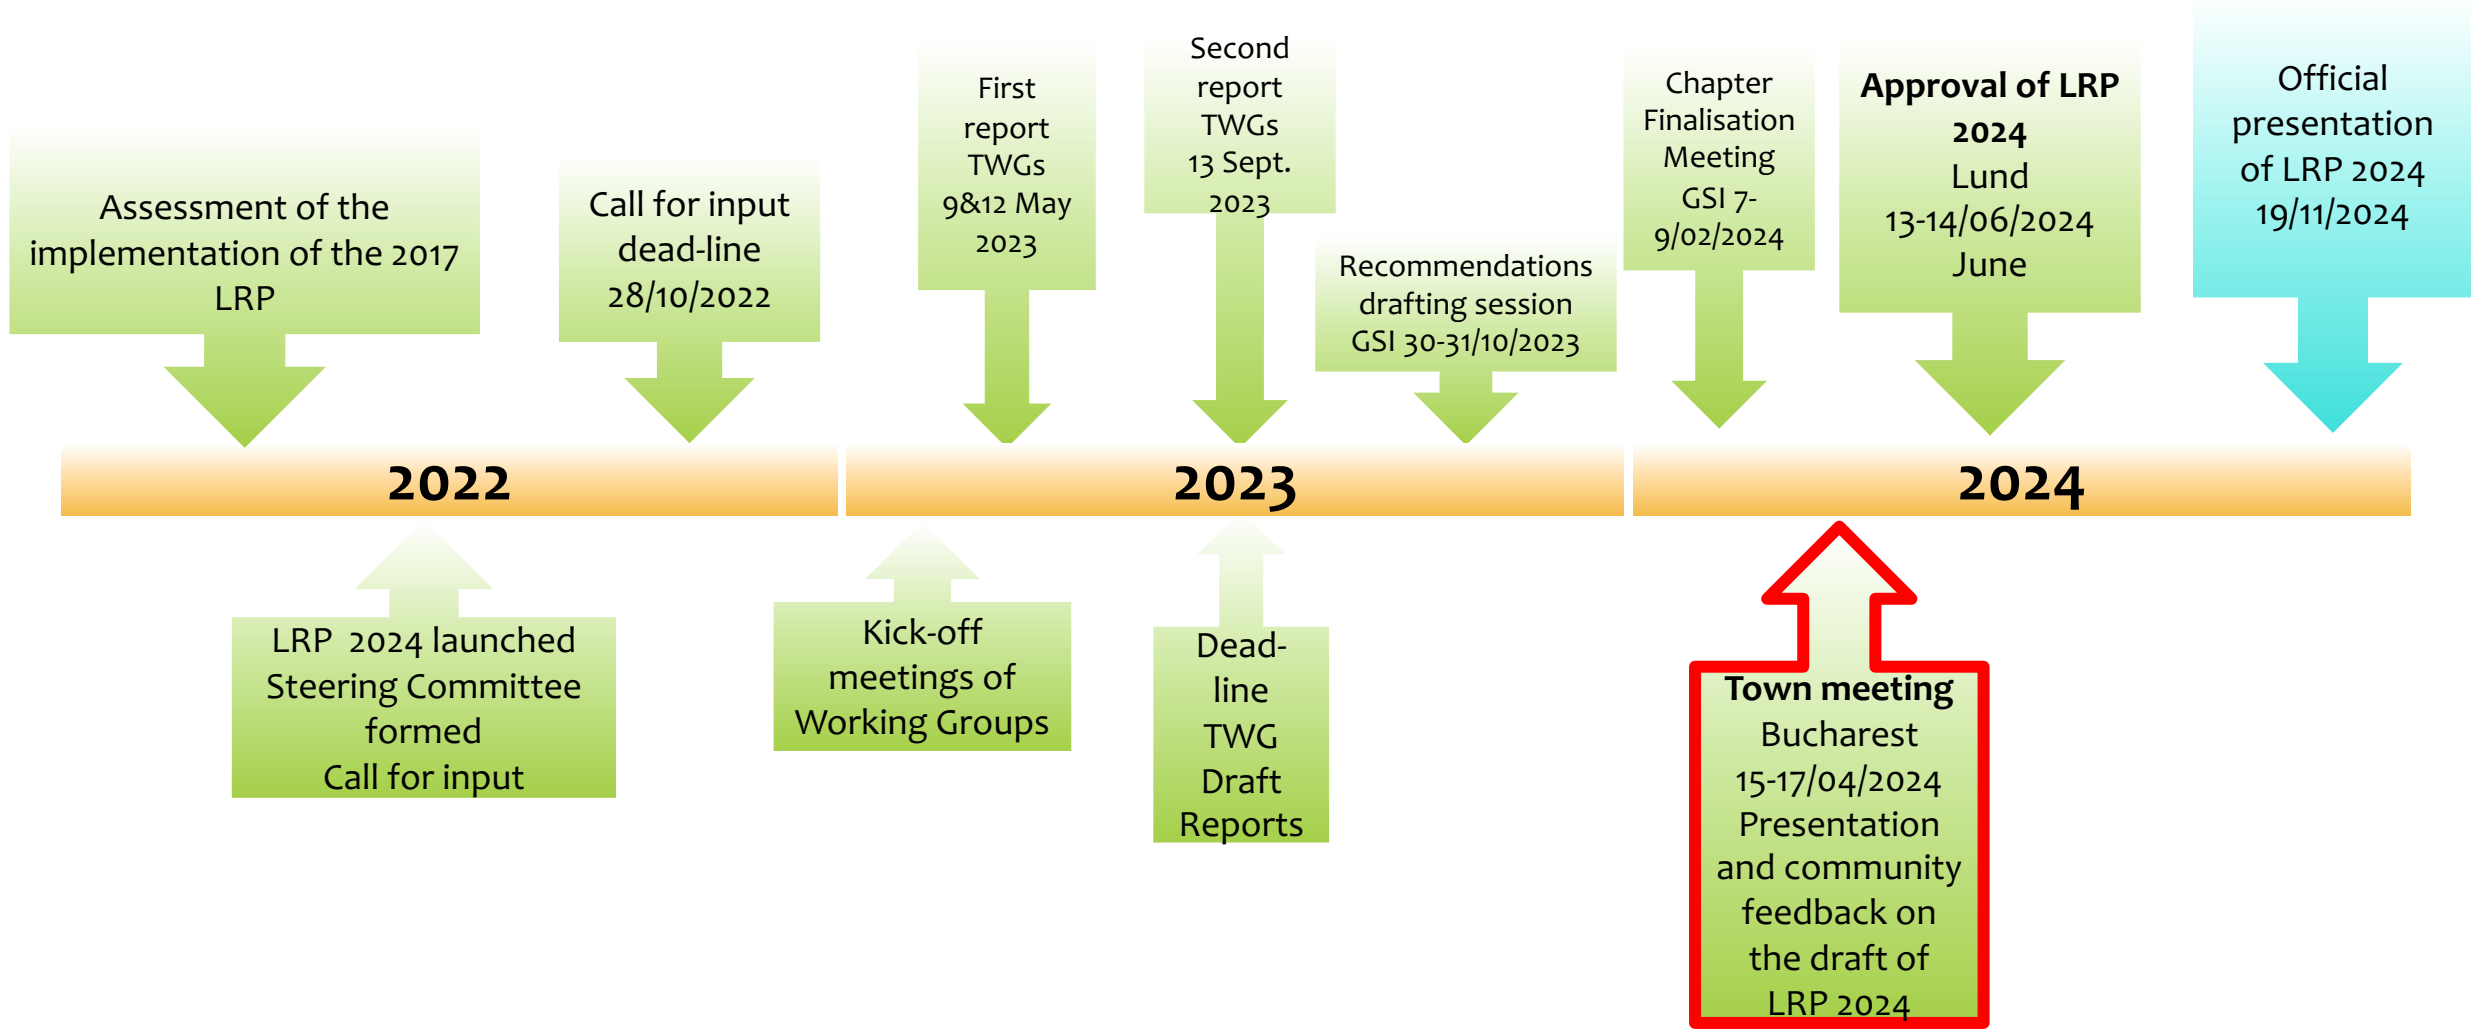 Assessment of the
implementation of the 2017
LRP
Call for input
dead-line
28/10/2022
First
report
TWGs
9&12 May
2023
Second
report
TWGs
13 Sept.
2023
Recommendations
drafting session
GSI 30-31/10/2023
Chapter
Finalisation
Meeting
GSI 7-
9/02/2024
Approval of LRP
2024
Lund
13-14/06/2024
June
Official
presentation
of LRP 2024
19/11/2024
2022
2023
2024
LRP 2024 launched
Steering Committee
formed
Call for input
Kick-off
meetings of
Working Groups
Dead-
line
TWG
Draft
Reports
Town meeting
Bucharest
15-17/04/2024
Presentation
and community
feedback on
the draft of
LRP 2024